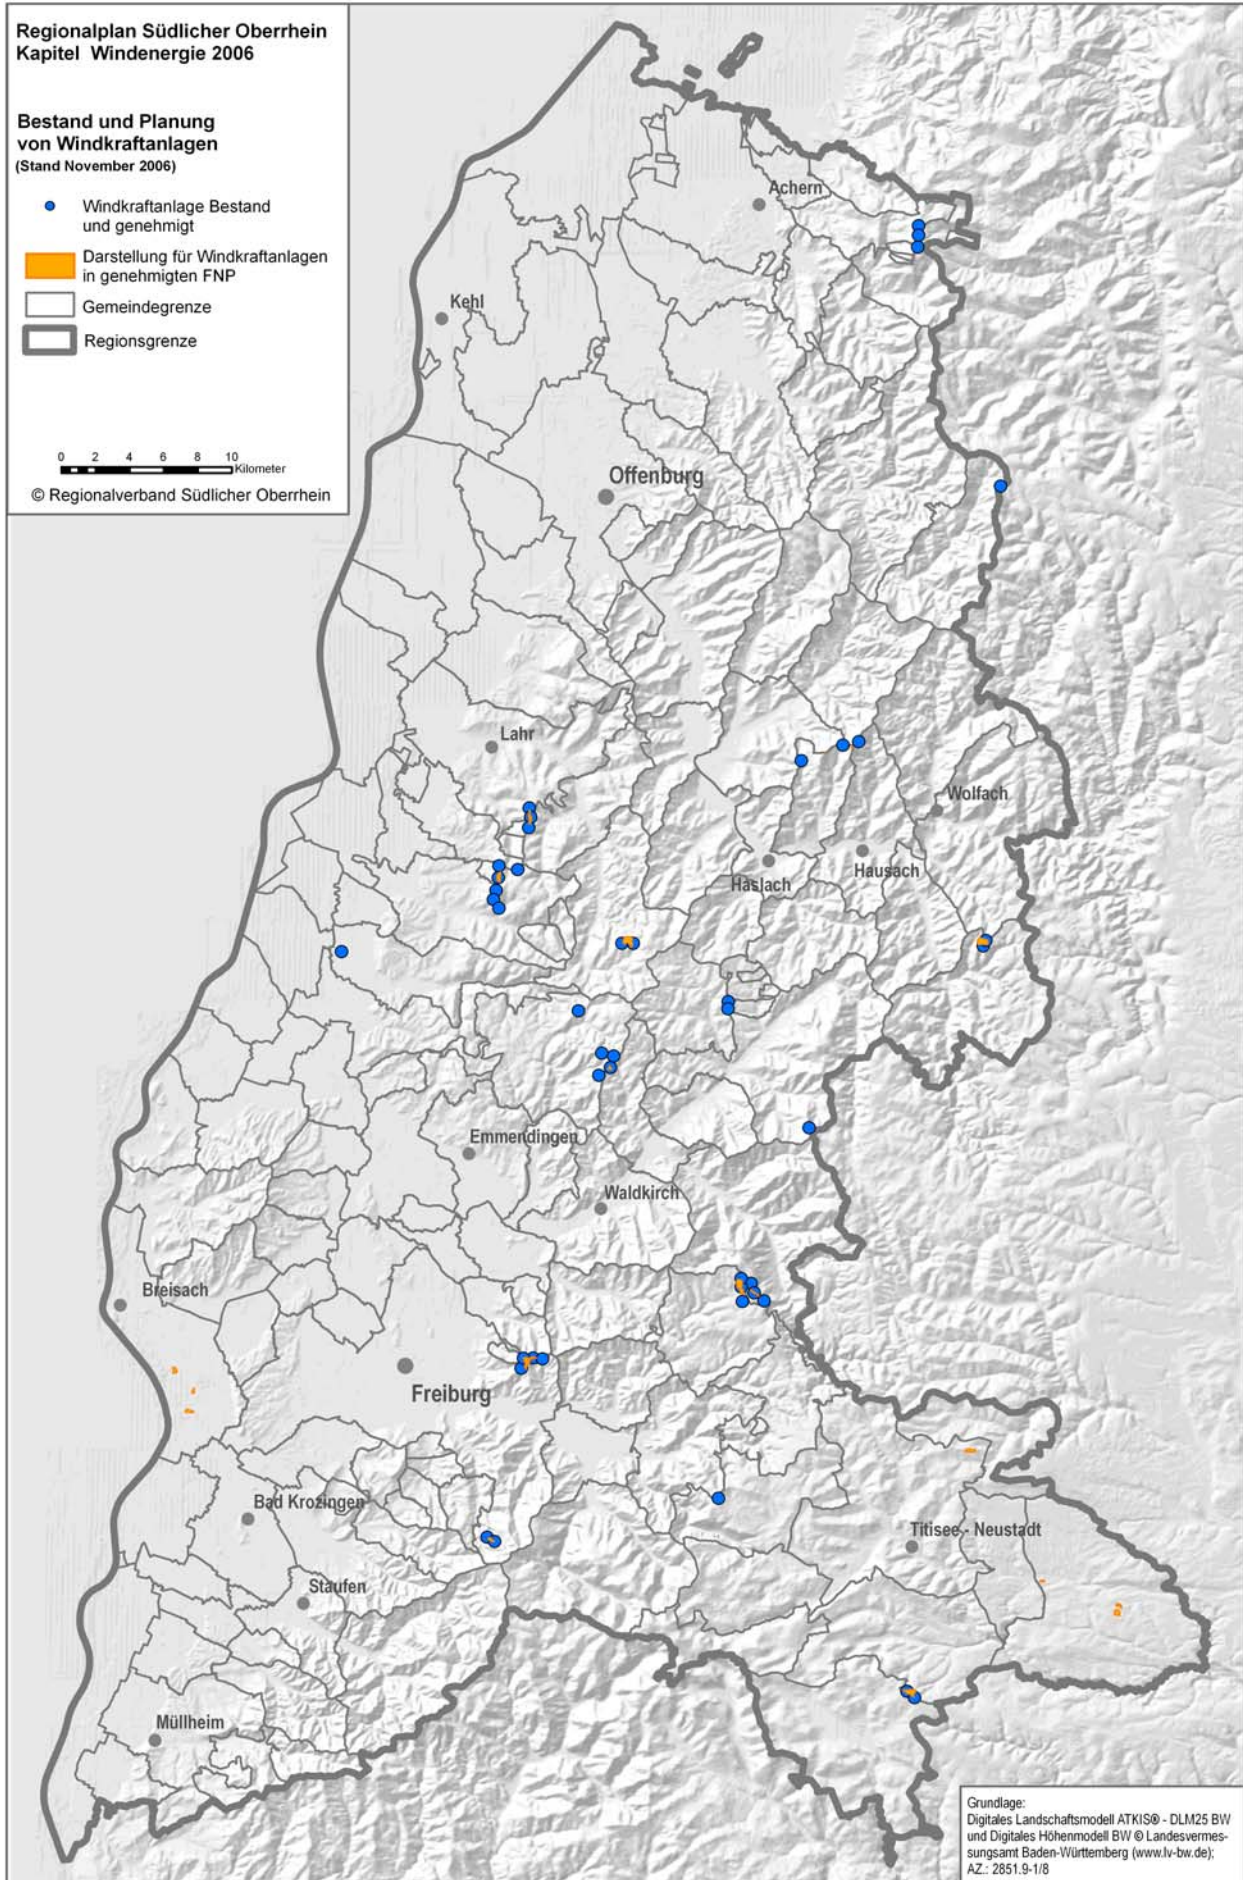 Regionalplan Südlicher Oberrhein
Kapitel Windenergie 2006
Bestand und Planung
von Windkraftanlagen
(Stand November 2006)
Windkraftanlage Bestand
und genehmigt
Darstellung für Windkraftanlagen
in genehmigten FNP
Gemeindegrenze
Regionsgrenze
0 2 4 6 8 10
Kilometer
© Regionalverband Südlicher Oberrhein
Achern
Kehl
Offenburg
Lahr
Wolfach
Haslach
Hausach
Emmendingen
Waldkirch
Breisach
Freiburg
Bad Krozingen
Titisee - Neustadt
Staufen
Müllheim
Grundlage:
Digitales Landschaftsmodell ATKIS® - DLM25 BW
und Digitales Höhenmodell BW © Landesvermes-
sungsamt Baden-Württemberg (www.lv-bw.de);
AZ.: 2851.9-1/8